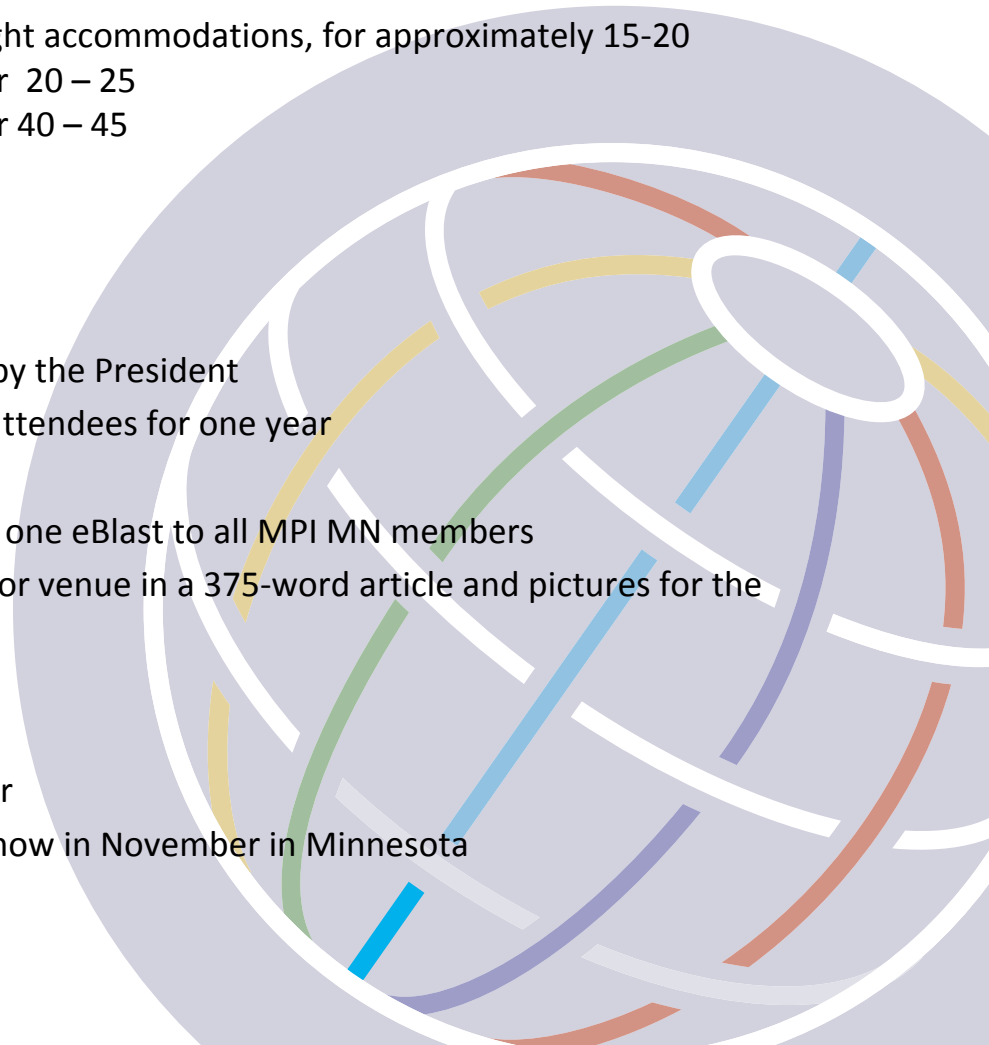 ght accommodations, for approximately 15-20
r 20 – 25
r 40 – 45
by the President
ttendees for one year
one eBlast to all MPI MN members
or venue in a 375-word article and pictures for the
r
now in November in Minnesota